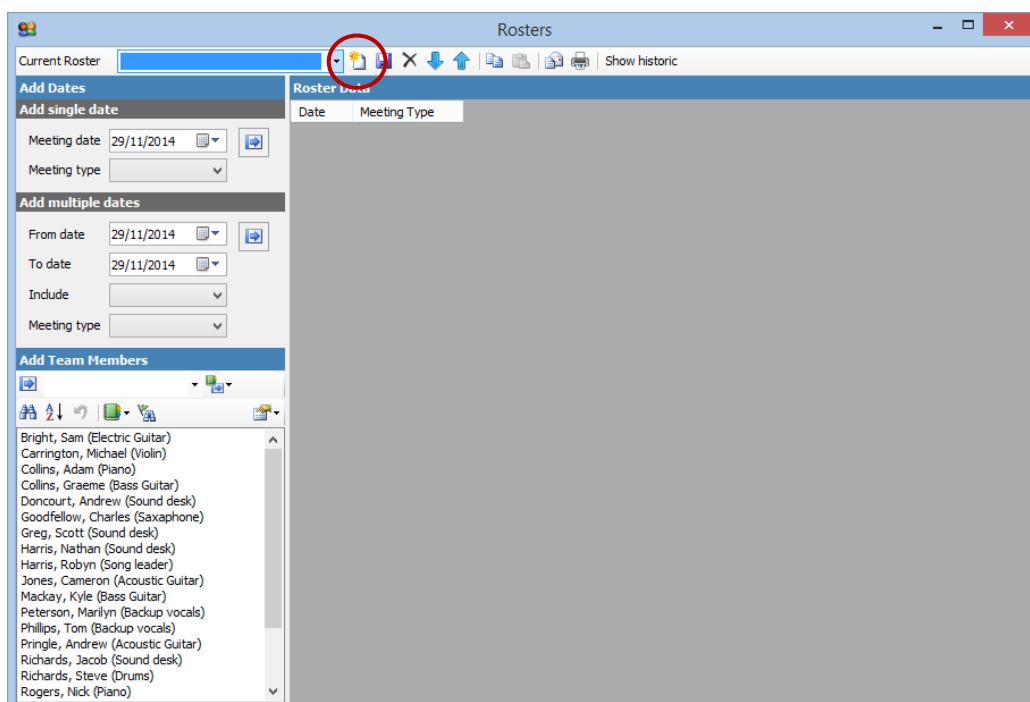 Rosters
Current Roster
Show historic
Add Dates
Roster Data
Add single date
Date Meeting Type
Meeting date 29/11/2014
Meeting type
Add multiple dates
From date 29/11/2014
To date 29/11/2014
Include
Meeting type
Add Team Members
Bright, Sam (Electric Guitar)
Carrington, Michael (Violin)
Collins, Adam (Piano)
Collins, Graeme (Bass Guitar)
Doncourt, Andrew (Sound desk)
Goodfellow, Charles (Saxaphone)
Greg, Scott (Sound desk)
Harris, Nathan (Sound desk)
Harris, Robyn (Song leader)
Jones, Cameron (Acoustic Guitar)
Mackay, Kyle (Bass Guitar)
Peterson, Marilyn (Backup vocals)
Phillips, Tom (Backup vocals)
Pringle, Andrew (Acoustic Guitar)
Richards, Jacob (Sound desk)
Richards, Steve (Drums)
Rogers, Nick (Piano)